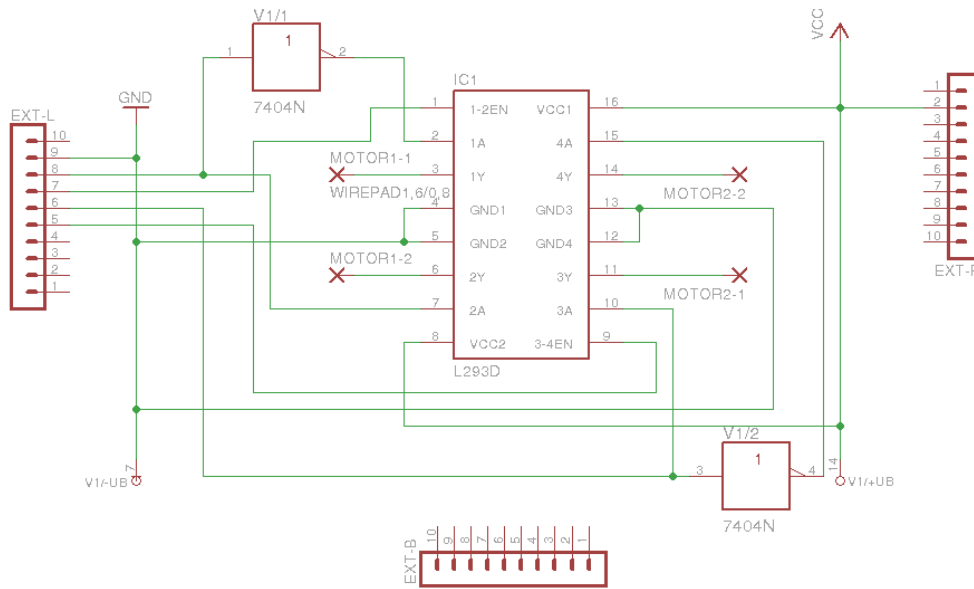 V1/1
1
1
2
7404N
VCC
GND
EXT-L
10
9
8
7
6
5
4
3
2
1
IC1
1 1-2EN VCC1 16
2 1A 4A 15
3 1Y 4Y 14
4 GND1 GND3 13
5 GND2 GND4 12
6 2Y 3Y 11
7 2A 3A 10
8 VCC2 3-4EN 9
L293D
MOTOR1-1
WIREPAD1,6/0,8
MOTOR1-2
MOTOR2-2
MOTOR2-1
1
2
3
4
5
6
7
8
9
10
V1/2
1
3
4
7404N
7
V1/-UB
14
V1/+UB
EXT-B
10 9 8 7 6 5 4 3 2 1